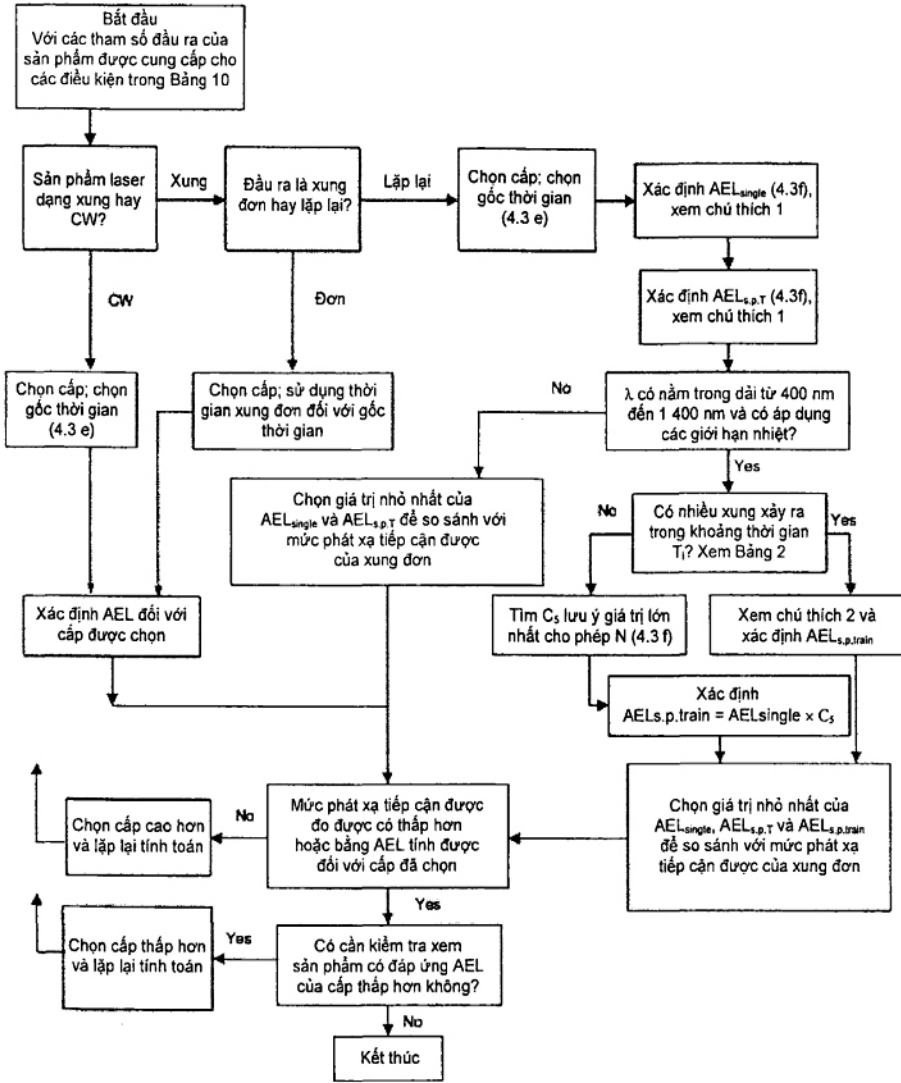 Bắt đầu
Với các tham số đầu ra của
sản phẩm được cung cấp cho
các điều kiện trong Bảng 10
Sản phẩm laser
dạng xung hay
CW?
Xung
Đầu ra là xung
đơn hay lặp lại?
Lặp lại
Chọn cấp; chọn
gốc thời gian
(4.3 e)
Xác định AELsingle (4.3f),
xem chú thích 1
CW
Đơn
Xác định AELs.p.T (4.3f),
xem chú thích 1
Chọn cấp; chọn
gốc thời gian
(4.3 e)
Chọn cấp; sử dụng thời
gian xung đơn đối với gốc
thời gian
No
λ có nằm trong dải từ 400 nm
đến 1 400 nm và có áp dụng
các giới hạn nhiệt?
Yes
Chọn giá trị nhỏ nhất của
AELsingle và AELs.p.T để so sánh với
mức phát xạ tiếp cận được
của xung đơn
No
Có nhiều xung xảy ra
trong khoảng thời gian
Ti? Xem Bảng 2
Yes
Xác định AEL đối với
cấp được chọn
Tìm C5 lưu ý giá trị lớn
nhất cho phép N (4.3 f)
Xem chú thích 2 và
xác định AELs.p.train
Xác định
AELs.p.train = AELsingle × C5
Chọn cấp cao hơn
và lặp lại tính toán
No
Mức phát xạ tiếp cận được
đo được có thấp hơn
hoặc bằng AEL tính được
đối với cấp đã chọn
Chọn giá trị nhỏ nhất của
AELsingle, AELs.p.T và AELs.p.train
để so sánh với mức phát xạ
tiếp cận được của xung đơn
Yes
Chọn cấp thấp hơn
và lặp lại tính toán
Yes
Có cần kiểm tra xem
sản phẩm có đáp ứng AEL
của cấp thấp hơn không?
No
Kết thúc